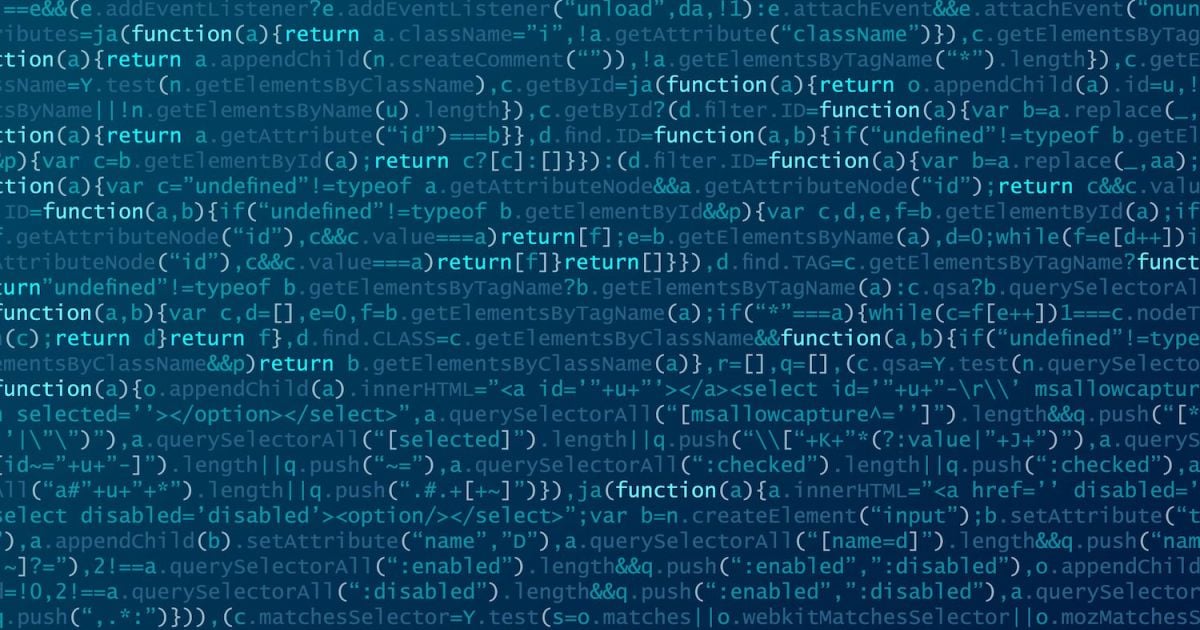 ==e&&(e.addEventListener?e.addEventListener(“unload”,da,!1):e.attachEvent&&e.attachEvent(“onun
ributes=ja(function(a){return a.className=”i”,!a.getAttribute(“className”)}),c.getElementsByTag
ction(a){return a.appendChild(n.createComment(“”)),!a.getElementsByTagName(“*”).length}),c.getE
sName=Y.test(n.getElementsByClassName),c.getById=ja(function(a){return o.appendChild(a).id=u,!
tsByName||!n.getElementsByName(u).length}),c.getById?(d.filter.ID=function(a){var b=a.replace(_,
ction(a){return a.getAttribute(“id”)===b}},d.find.ID=function(a,b){if(“undefined”!=typeof b.getEl
&p){var c=b.getElementById(a);return c?[c]:[]}}):(d.filter.ID=function(a){var b=a.replace(_,aa);
ction(a){var c=”undefined”!=typeof a.getAttributeNode&&a.getAttributeNode(“id”);return c&&c.valu
.ID=function(a,b){if(“undefined”!=typeof b.getElementById&&p){var c,d,e,f=b.getElementById(a);if
f.getAttributeNode(“id”),c&&c.value===a)return[f];e=b.getElementsByName(a),d=0;while(f=e[d++])i
AttributeNode(“id”),c&&c.value===a)return[f]}return[]}}),d.find.TAG=c.getElementsByTagName?funct
turn”undefined”!=typeof b.getElementsByTagName?b.getElementsByTagName(a):c.qsa?b.querySelectorAl
function(a,b){var c,d=[],e=0,f=b.getElementsByTagName(a);if(“*”===a){while(c=f[e++])1===c.nodeT
(c);return d}return f},d.find.CLASS=c.getElementsByClassName&&function(a,b){if(“undefined”!=type
ementsByClassName&&p)return b.getElementsByClassName(a)},r=[],q=[],(c.qsa=Y.test(n.querySelecto
function(a){o.appendChild(a).innerHTML=”<a id=’”+u+”’></a><select id=’”+u+”-\r\\’ msallowcapture
selected=’’></option></select>”,a.querySelectorAll(“[msallowcapture^=’’]”).length&&q.push(“[*
’|\”\”)”),a.querySelectorAll(“[selected]”).length||q.push(“\\[“+K+”*(?:value|”+J+”)”),a.queryS
[id~=”+u+”-]”).length||q.push(“~=”),a.querySelectorAll(“:checked”).length||q.push(“:checked”),a
All(“a#”+u+”+*”).length||q.push(“.#.+[+~]”)}),ja(function(a){a.innerHTML=”<a href=’’ disabled=’
select disabled=’disabled’><option/></select>”;var b=n.createElement(“input”);b.setAttribute(“t
”),a.appendChild(b).setAttribute(“name”,”D”),a.querySelectorAll(“[name=d]”).length&&q.push(“nam
~]?=”),2!==a.querySelectorAll(“:enabled”).length&&q.push(“:enabled”,”:disabled”),o.appendChild
d=!0,2!==a.querySelectorAll(“:disabled”).length&&q.push(“:enabled”,”:disabled”),a.querySelector
q.push(“,.*:”)})),(c.matchesSelector=Y.test(s=o.matches||o.webkitMatchesSelector||o.mozMatchesS